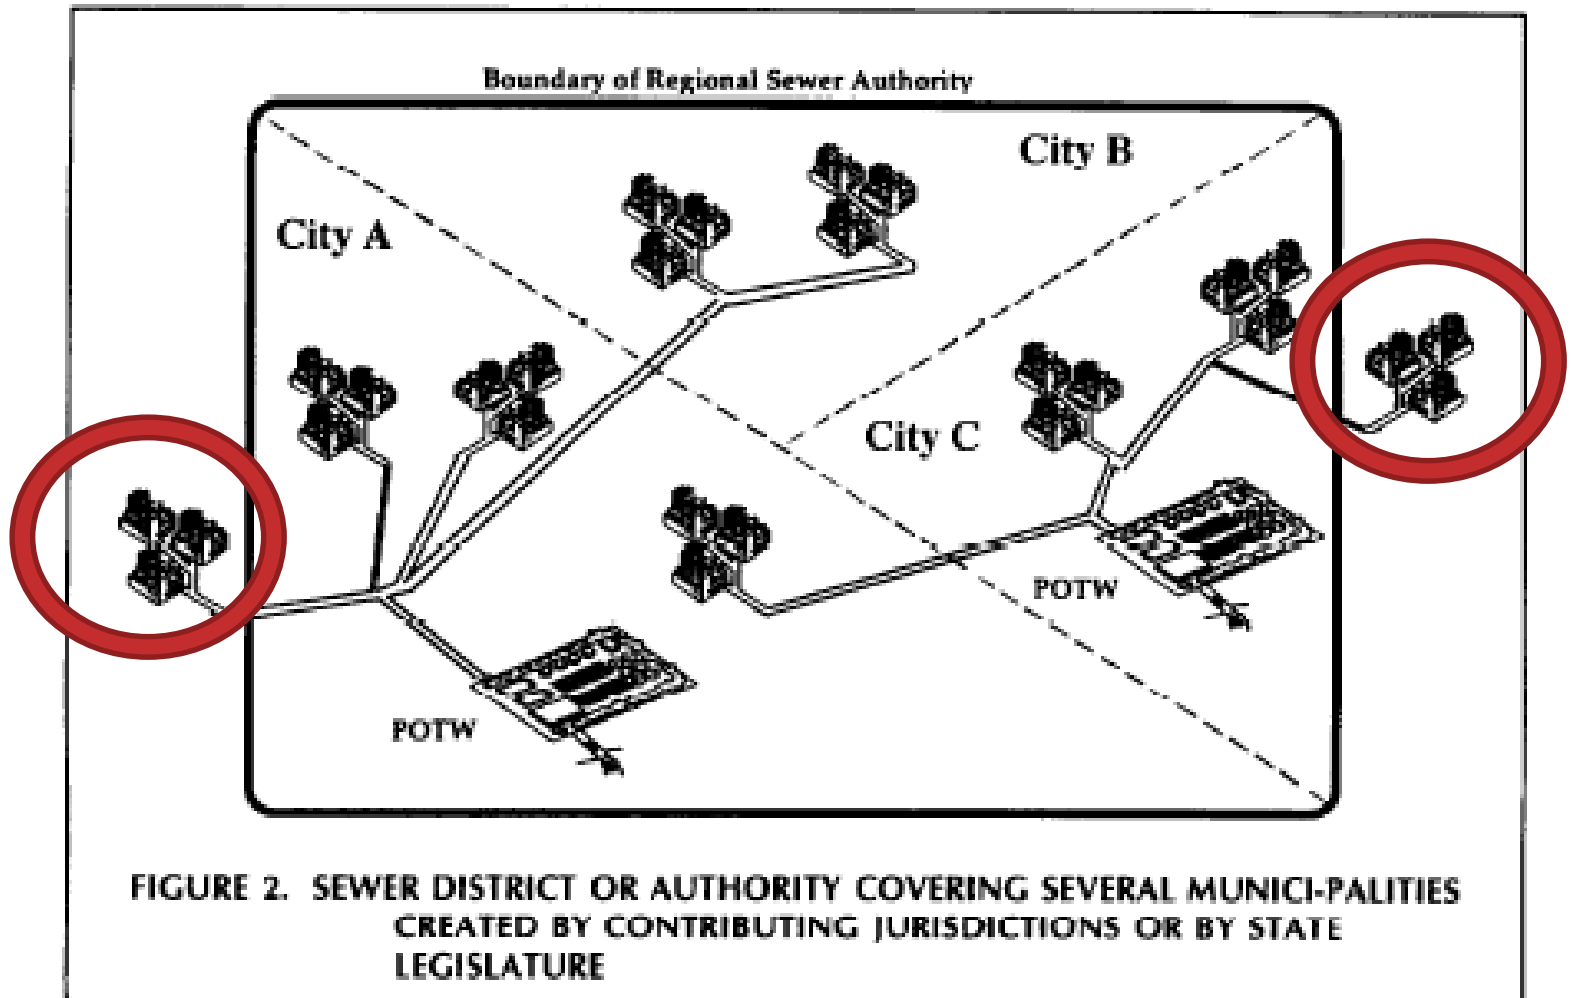 Boundary of Regional Sewer Authority
City B
City A
City C
POTW
POTW
FIGURE 2. SEWER DISTRICT OR AUTHORITY COVERING SEVERAL MUNICI-PALITIES
CREATED BY CONTRIBUTING JURISDICTIONS OR BY STATE
LEGISLATURE